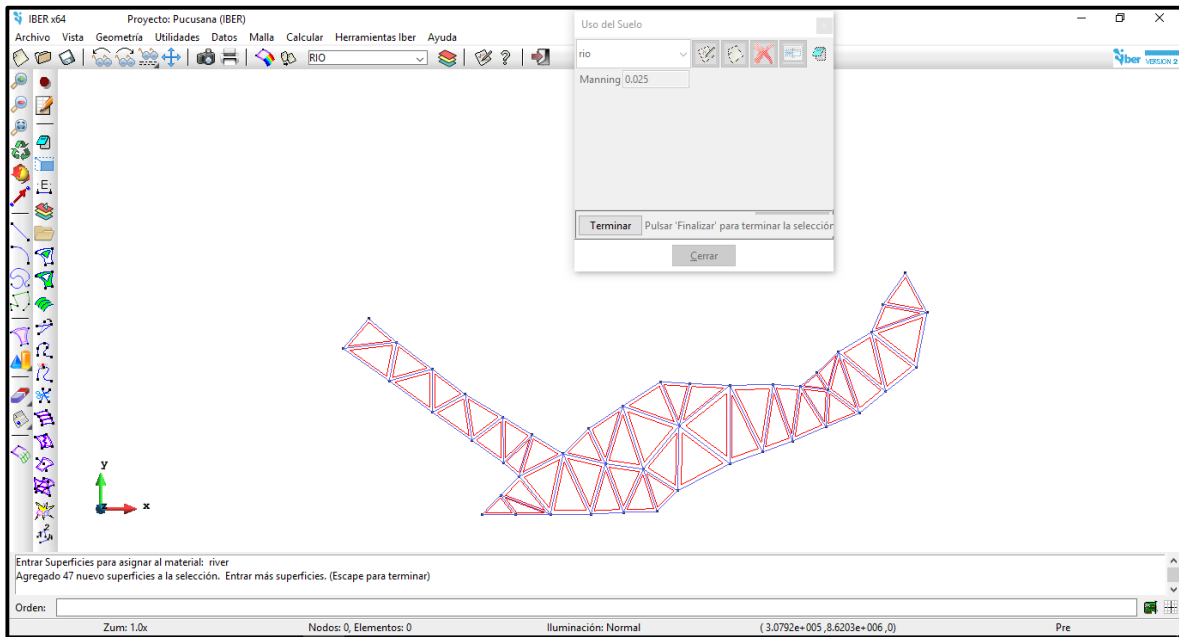 IBER x64 Proyecto: Pucusana (IBER)
Archivo Vista Geometría Utilidades Datos Malla Calcular Herramientas Iber Ayuda
RIO
iber VERSION 2
Uso del Suelo
rio
Manning 0.025
Terminar Pulsar 'Finalizar' para terminar la selección
Cerrar
E
y
x
Entrar Superficies para asignar al material: river
Agregado 47 nuevo superficies a la selección. Entrar más superficies. (Escape para terminar)
Orden:
Zum: 1.0x Nodos: 0, Elementos: 0 Iluminación: Normal ( 3.0792e+005 ,8.6203e+006 ,0) Pre